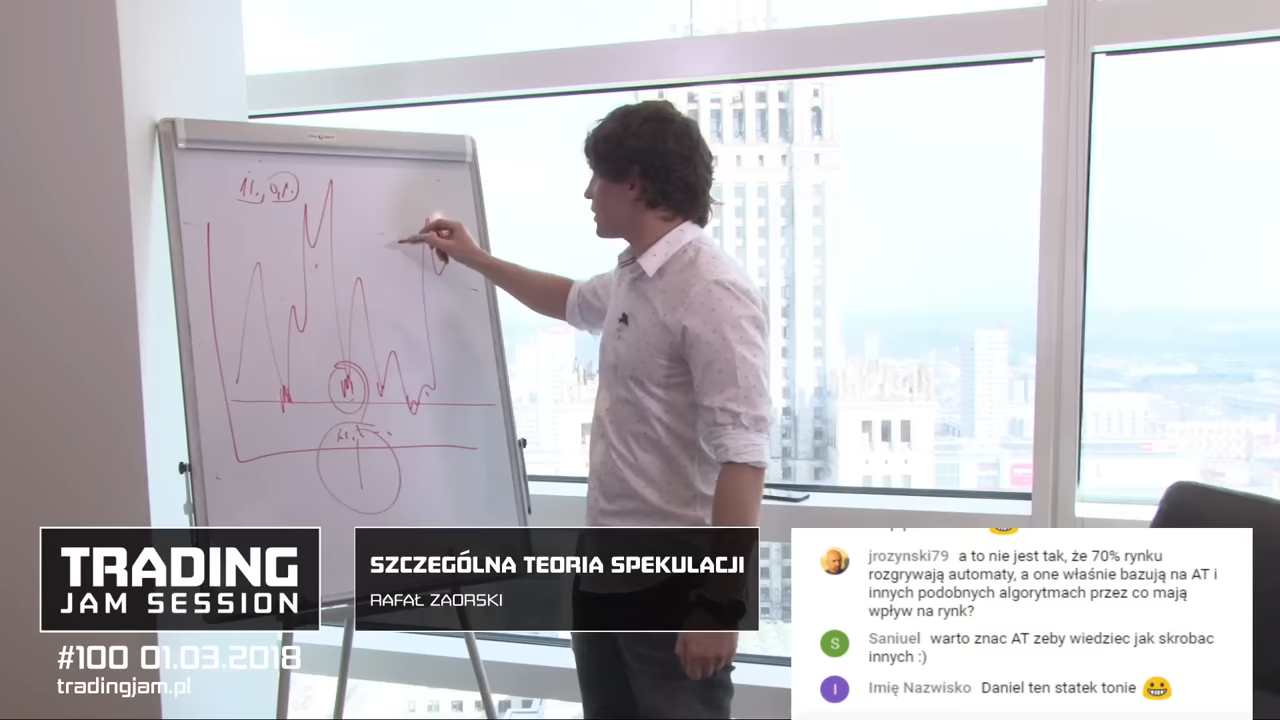 TRADING
JAM SESSION
#100 01.03.2018
tradingjam.pl
SZCZEGÓLNA TEORIA SPEKULACJI
RAFAŁ ZAORSKI
jrozynski79 a to nie jest tak, że 70% rynku
rozgrywają automaty, a one właśnie bazują na AT i
innych podobnych algorytmach przez co mają
wpływ na rynk?
S
Saniuel warto znac AT zeby wiedziec jak skrobac
innych :)
I
Imię Nazwisko Daniel ten statek tonie 😀